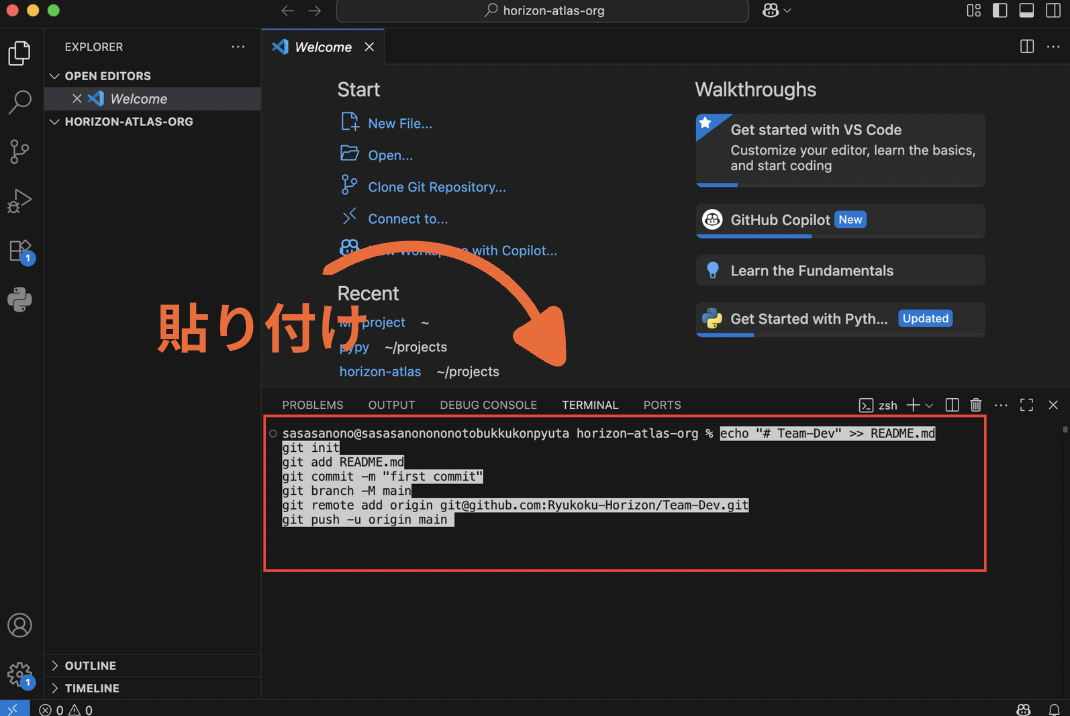 horizon-atlas-org
EXPLORER
OPEN EDITORS
Welcome
HORIZON-ATLAS-ORG
OUTLINE
TIMELINE
1
1
0 0
Welcome
Start
New File...
Open...
Clone Git Repository...
Connect to...
with Copilot...
Recent
project ~
pypy ~/projects
horizon-atlas ~/projects
貼り付け
Walkthroughs
Get started with VS Code
Customize your editor, learn the basics,
and start coding
GitHub Copilot New
Learn the Fundamentals
Get Started with Pyth... Updated
PROBLEMS OUTPUT DEBUG CONSOLE TERMINAL PORTS
zsh
sasasanono@sasasanonononotobukkukonpyuta horizon-atlas-org % echo "# Team-Dev" >> README.md
git init
git add README.md
git commit -m "first commit"
git branch -M main
git remote add origin git@github.com:Ryukoku-Horizon/Team-Dev.git
git push -u origin main